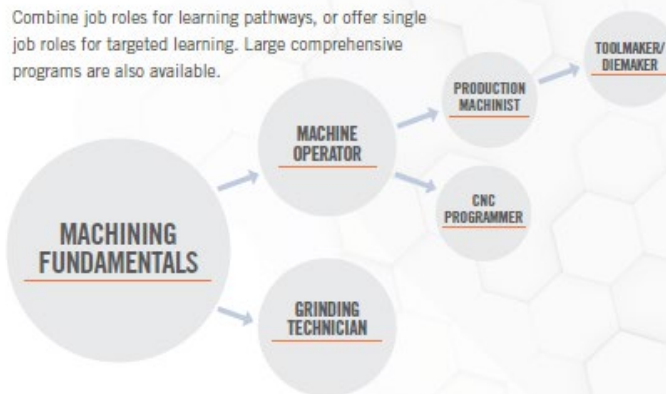 Combine job roles for learning pathways, or offer single
job roles for targeted learning. Large comprehensive
programs are also available.
TOOLMAKER/
DIEMAKER
PRODUCTION
MACHINIST
MACHINE
OPERATOR
CNC
PROGRAMMER
MACHINING
FUNDAMENTALS
GRINDING
TECHNICIAN